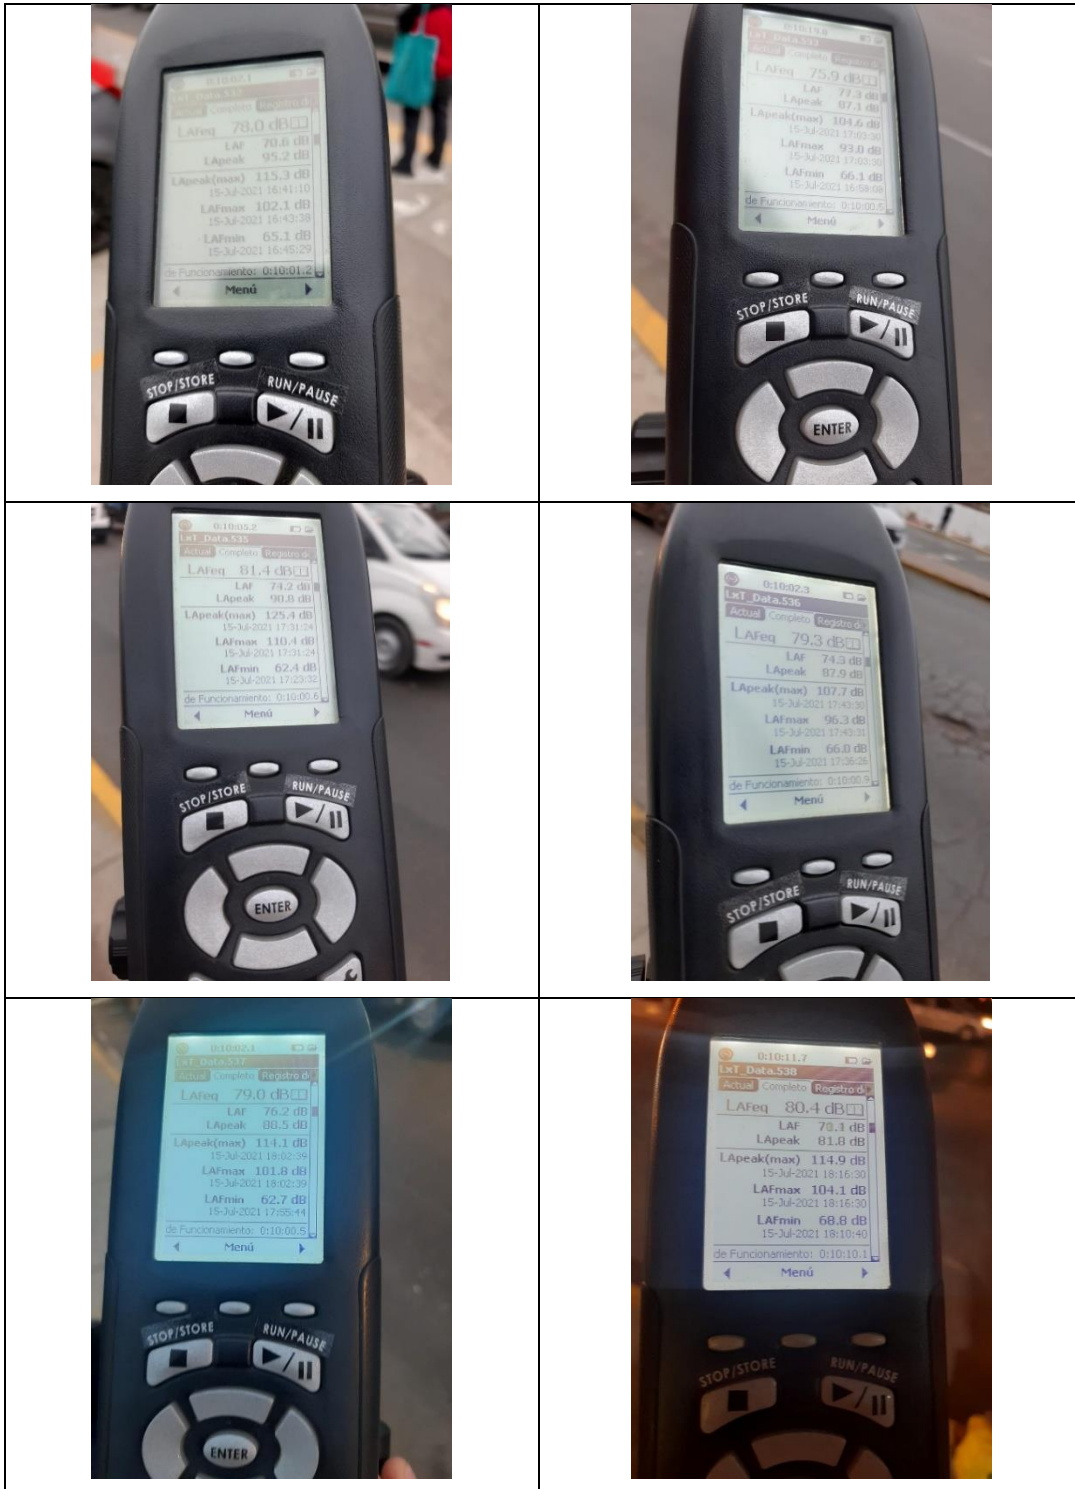 0:10:02.1
LxT_Data.532
Actual Completo Registro d
LAFeq 78.0 dB
LAF 70.6 dB
LApeak 95.2 dB
LApeak(max) 115.3 dB
15-Jul-2021 16:41:10
LAFmax 102.1 dB
15-Jul-2021 16:43:38
LAFmin 65.1 dB
15-Jul-2021 16:45:29
de Funcionamiento: 0:10:01.2
Menú
STOP/STORE RUN/PAUSE
LxT_Data.533
Actual Completo Registro d
LAFeq 75.9 dB
LAF 77.3 dB
LApeak 87.1 dB
LApeak(max) 104.6 dB
15-Jul-2021 17:03:30
LAFmax 93.0 dB
15-Jul-2021 17:03:30
LAFmin 66.1 dB
15-Jul-2021 16:58:08
de Funcionamiento: 0:10:00.5
Menú
STOP/STORE RUN/PAUSE
ENTER
0:10:05.2
LxT_Data.535
Actual Completo Registro d
LAFeq 81.4 dB
LAF 74.2 dB
LApeak 90.8 dB
LApeak(max) 125.4 dB
15-Jul-2021 17:31:24
LAFmax 110.4 dB
15-Jul-2021 17:31:24
LAFmin 62.4 dB
15-Jul-2021 17:23:32
de Funcionamiento: 0:10:00.6
Menú
STOP/STORE RUN/PAUSE
ENTER
0:10:02.3
LxT_Data.536
Actual Completo Registro d
LAFeq 79.3 dB
LAF 74.3 dB
LApeak 87.9 dB
LApeak(max) 107.7 dB
15-Jul-2021 17:43:30
LAFmax 96.3 dB
15-Jul-2021 17:43:31
LAFmin 66.0 dB
15-Jul-2021 17:36:26
de Funcionamiento: 0:10:00.9
Menú
STOP/STORE RUN/PAUSE
0:10:02.1
LxT_Data.537
Actual Completo Registro d
LAFeq 79.0 dB
LAF 76.2 dB
LApeak 88.5 dB
LApeak(max) 114.1 dB
15-Jul-2021 18:02:39
LAFmax 101.8 dB
15-Jul-2021 18:02:39
LAFmin 62.7 dB
15-Jul-2021 17:55:44
de Funcionamiento: 0:10:00.5
Menú
STOP/STORE RUN/PAUSE
ENTER
0:10:11.7
LxT_Data.538
Actual Completo Registro d
LAFeq 80.4 dB
LAF 70.1 dB
LApeak 81.8 dB
LApeak(max) 114.9 dB
15-Jul-2021 18:16:30
LAFmax 104.1 dB
15-Jul-2021 18:16:30
LAFmin 68.8 dB
15-Jul-2021 18:10:40
de Funcionamiento: 0:10:10.1
Menú
STOP/STORE RUN/PAUSE